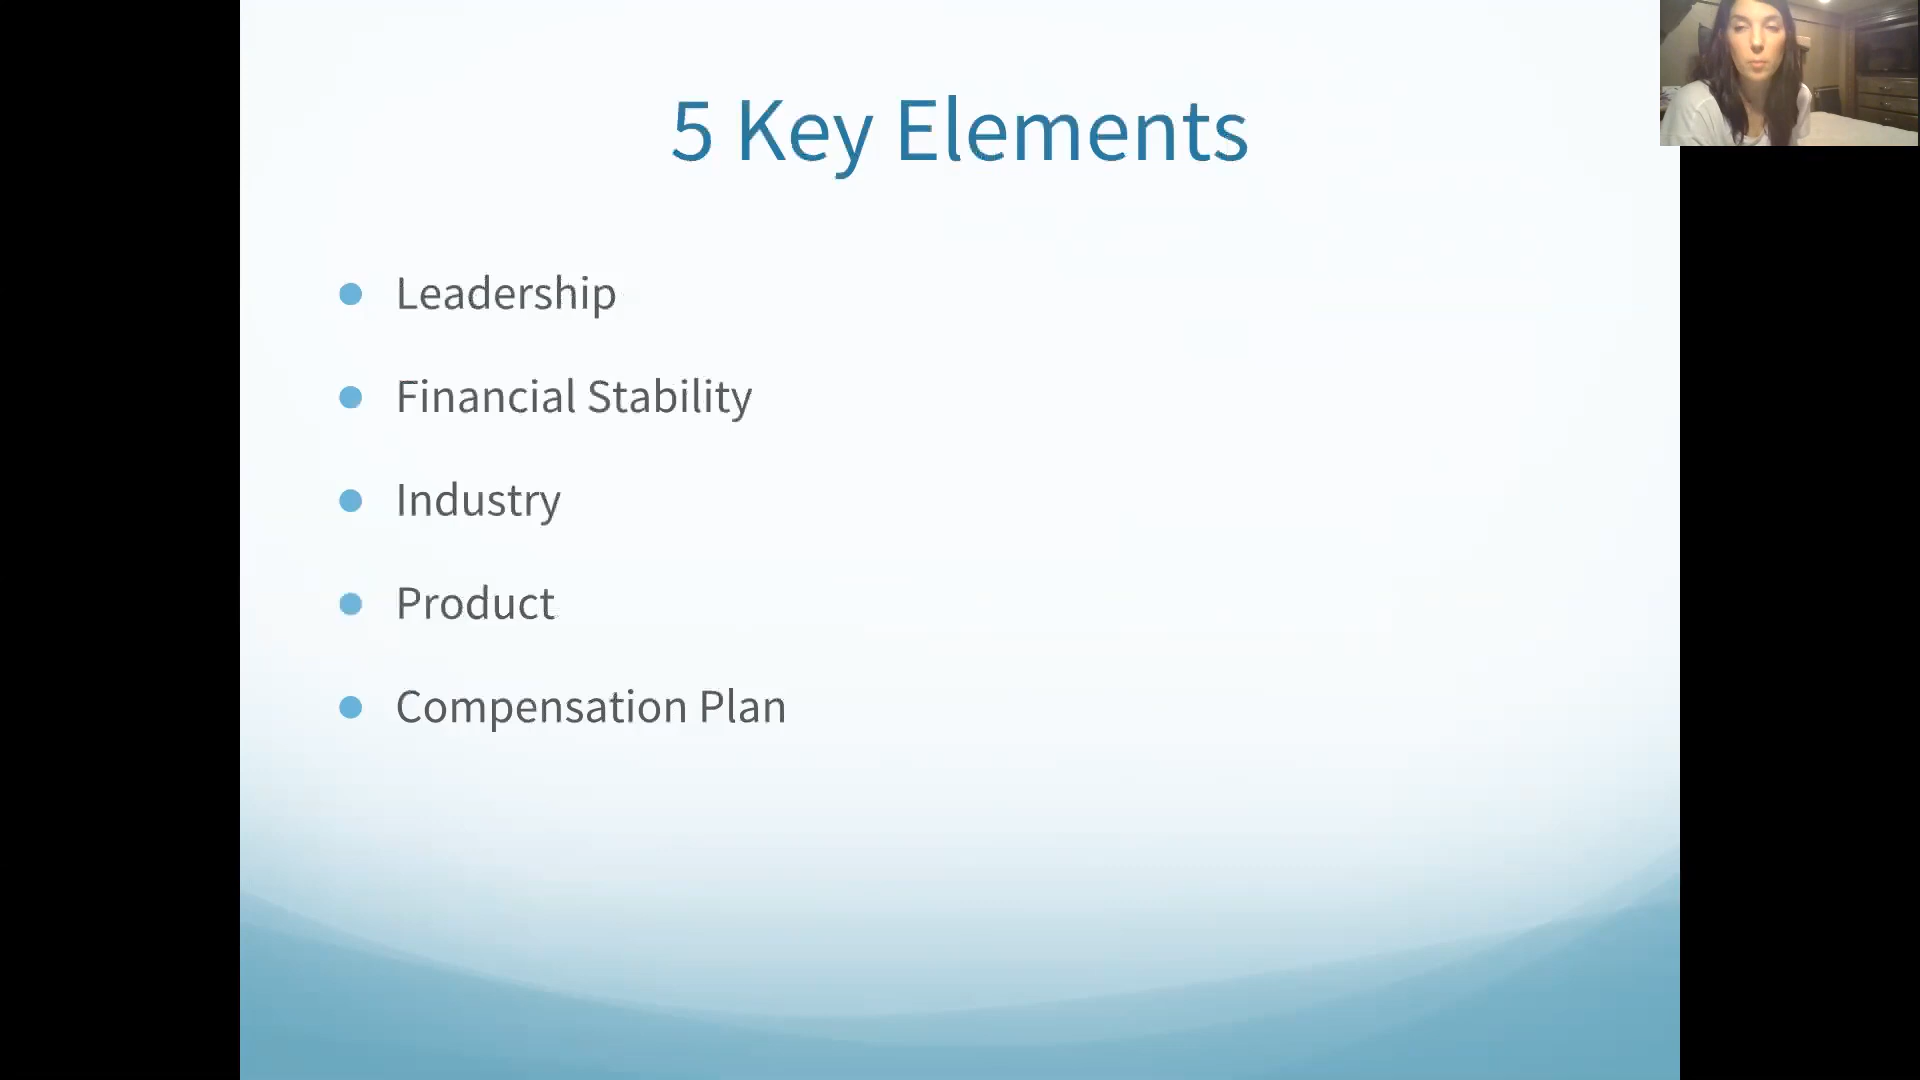 5 Key Elements
Leadership
Financial Stability
Industry
Product
Compensation Plan